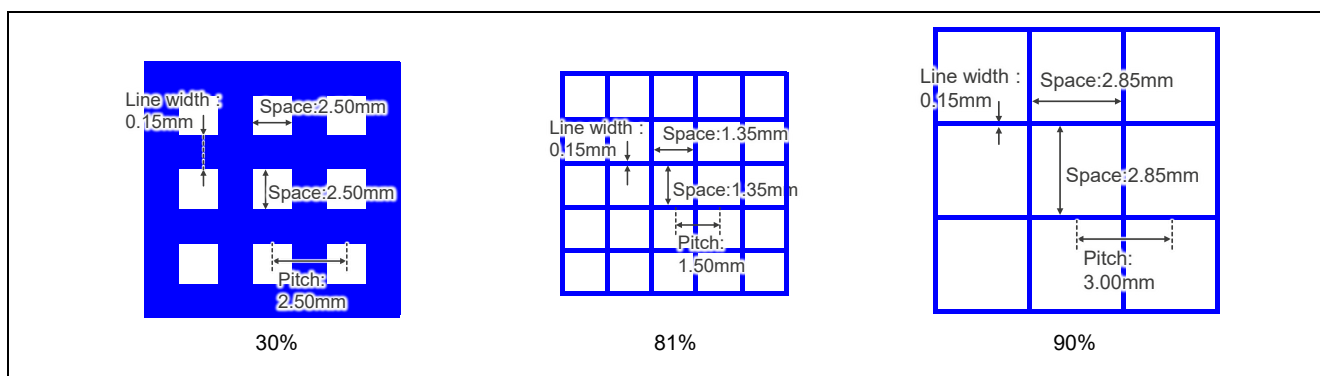 Line width :
0.15mm
Space:2.50mm
Space:2.50mm
Pitch:
2.50mm
30%
Line width :
0.15mm
Space:1.35mm
Space:1.35mm
Pitch:
1.50mm
81%
Line width :
0.15mm
Space:2.85mm
Space:2.85mm
Pitch:
3.00mm
90%